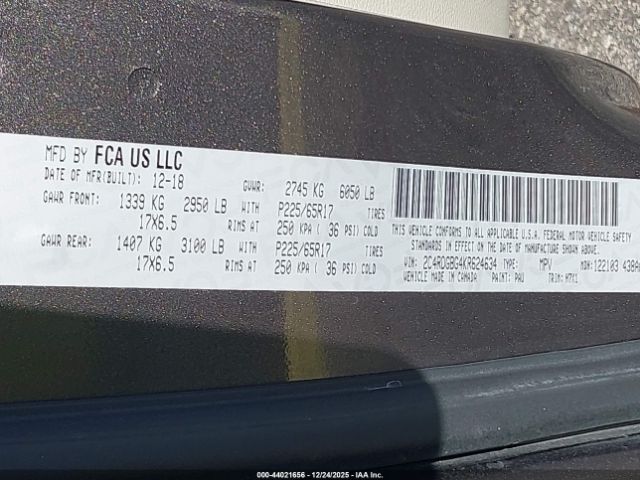 MFD BY FCA US LLC
DATE OF MFR(BUILT): 12-18 GVWR: 2745 KG 6050 LB
GAWR FRONT: 1339 KG 2950 LB WITH P225/65R17 TIRES
17X6.5 RIMS AT 250 KPA ( 36 PSI) COLD
GAWR REAR: 1407 KG 3100 LB WITH P225/65R17 TIRES
17X6.5 RIMS AT 250 KPA ( 36 PSI) COLD
THIS VEHICLE CONFORMS TO ALL APPLICABLE U.S.A. FEDERAL MOTOR VEHICLE SAFETY
STANDARDS IN EFFECT ON THE DATE OF MANUFACTURE SHOWN ABOVE.
VIN: 2C4RDGBG4KR624634 TYPE: MPV MDH: 122103 438A
VEHICLE MADE IN CANADA PAINT: PAU TRIM:
000-44021656 - 12/24/2025 - IAA Inc.